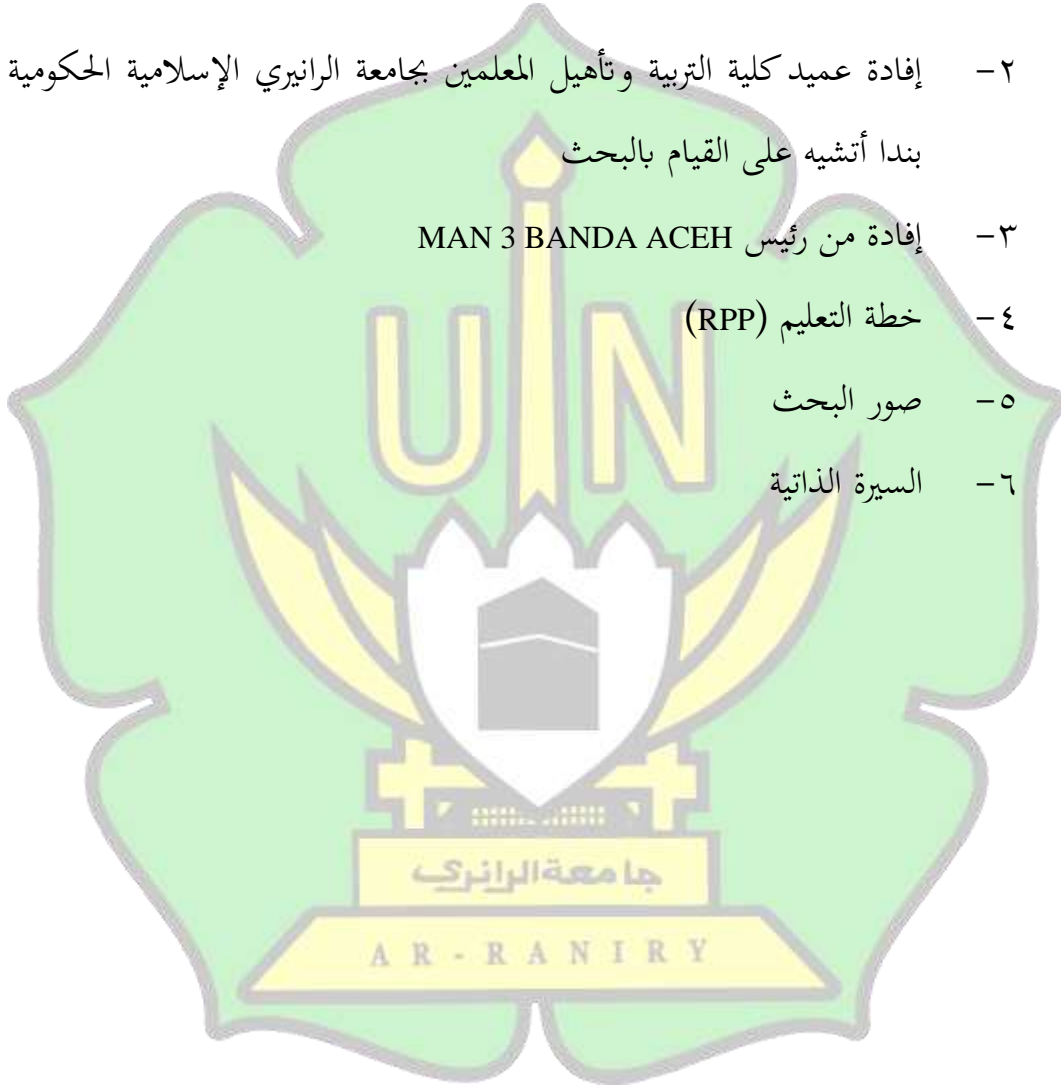 ٢- إفادة عميد كلية التربية وتأهيل المعلمين بجامعة الرانيري الإسلامية الحكومية
بندا أتشيه على القيام بالبحث
٣- إفادة من رئيس MAN 3 BANDA ACEH
٤- خطة التعليم (RPP)
٥- صور البحث
٦- السيرة الذاتية
UIN
جامعة الرانري
AR-RANIRY